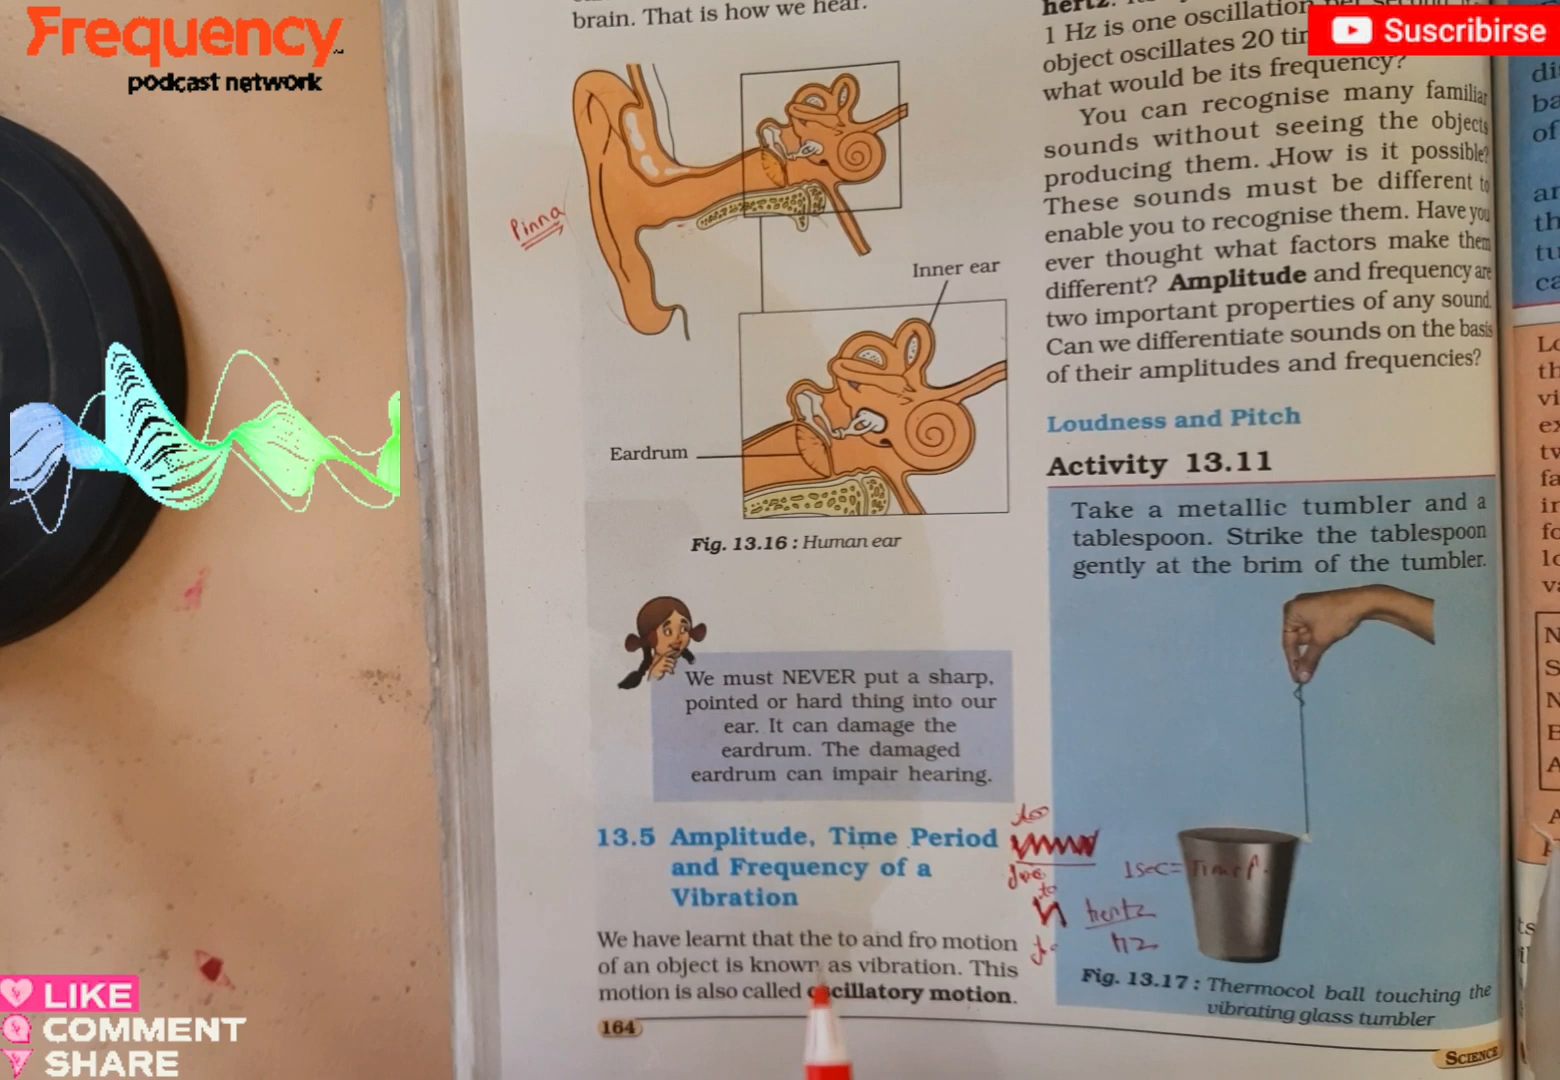 Frequency
podcast network
brain. That is how we hear.
Pinna
Inner ear
Eardrum
Fig. 13.16 : Human ear
We must NEVER put a sharp,
pointed or hard thing into our
ear. It can damage the
eardrum. The damaged
eardrum can impair hearing.
13.5 Amplitude, Time Period
and Frequency of a
Vibration
We have learnt that the to and fro motion
of an object is known as vibration. This
motion is also called oscillatory motion.
164
hertz.
1 Hz is one oscillation per second
object oscillates 20
what would be its frequency?
You can recognise many familiar
sounds without seeing the objects
producing them. How is it possible?
These sounds must be different to
enable you to recognise them. Have you
ever thought what factors make them
different? Amplitude and frequency are
two important properties of any sound.
Can we differentiate sounds on the basis
of their amplitudes and frequencies?
Loudness and Pitch
Activity 13.11
Take a metallic tumbler and a
tablespoon. Strike the tablespoon
gently at the brim of the tumbler.
to
1sec = Time P.
to
hertz
hz
Fig. 13.17 : Thermocol ball touching the
vibrating glass tumbler
SCIENCE
Suscribirse
LIKE
COMMENT
SHARE